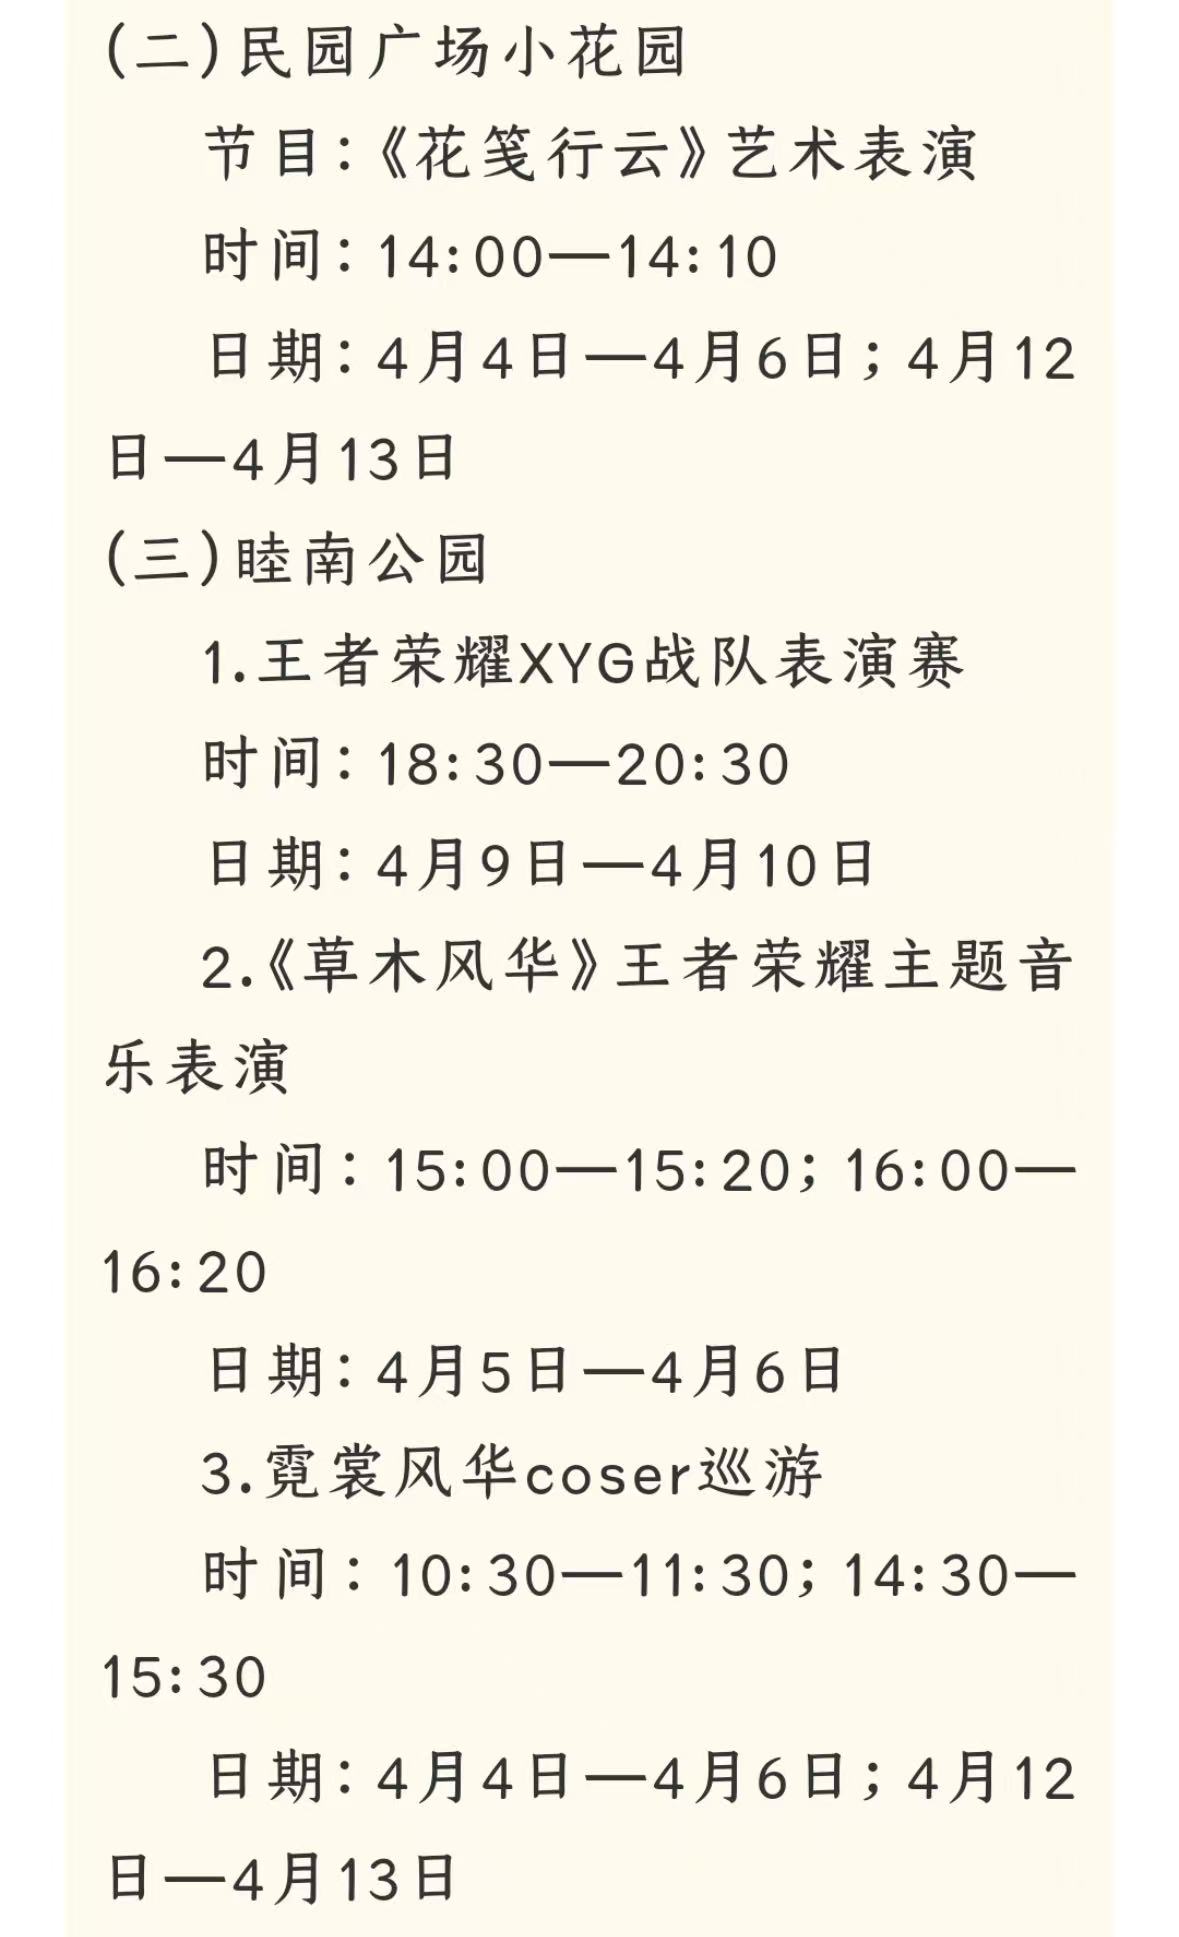 (二)民园广场小花园
节目:《花笺行云》艺术表演
时间：14:00—14:10
日期：4月4日—4月6日；4月12
日—4月13日
(三)睦南公园
1.王者荣耀XYG战队表演赛
时间：18:30—20:30
日期：4月9日—4月10日
2.《草木风华》王者荣耀主题音
乐表演
时间：15:00—15:20；16:00—
16:20
日期：4月5日—4月6日
3.霓裳风华coser巡游
时间：10:30—11:30；14:30—
15:30
日期：4月4日—4月6日；4月12
日—4月13日